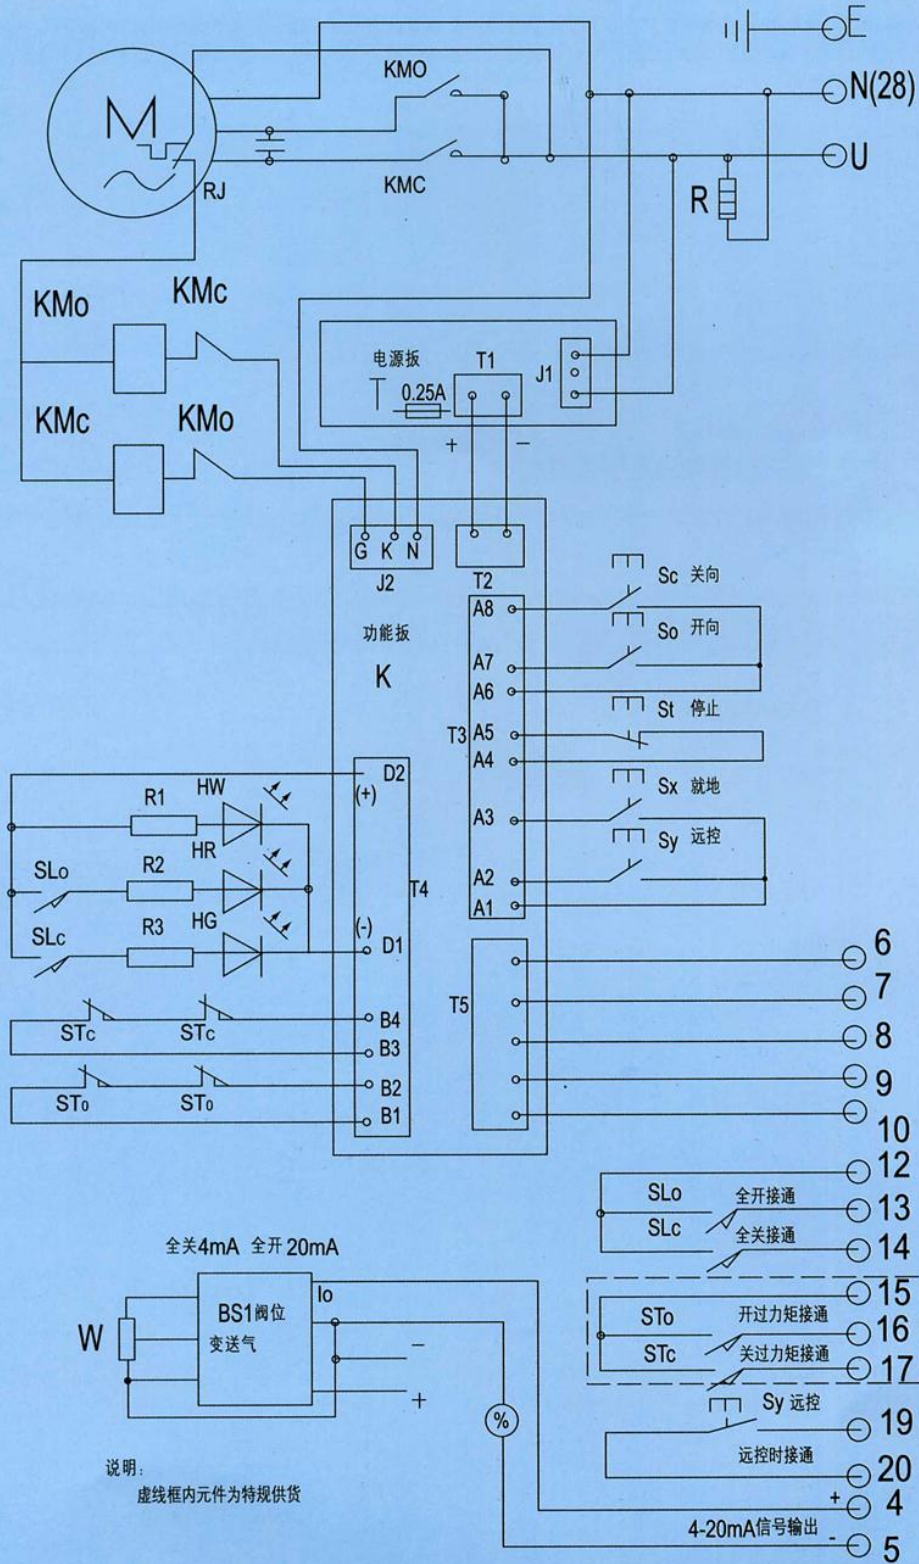 E
KMO
N(28)
M
U
RJ
KMC
R
KMc
KMo
电源扳
T1
J1
0.25A
KMc
KMo
+
−
G K N
J2
T2
Sc 关向
A8
功能扳
So 开向
K
A7
A6
St 停止
T3
A5
A4
D2
(+)
HW
R1
Sx 就地
A3
HR
Sy 远控
SLo
R2
T4
A2
A1
SLc
R3
HG
(-)
D1
6
7
T5
B4
STc
STc
8
B3
B2
9
STo
STo
B1
10
12
SLo
全开接通
13
SLc
全关接通
14
全关4mA 全开20mA
Io
15
BS1阀位
STo
开过力矩接通
16
W
变送气
−
STc
关过力矩接通
17
+
Sy 远控
%
19
远控时接通
说明:
20
虚线框内元件为特规供货
+
4
4-20mA信号输出
-
5